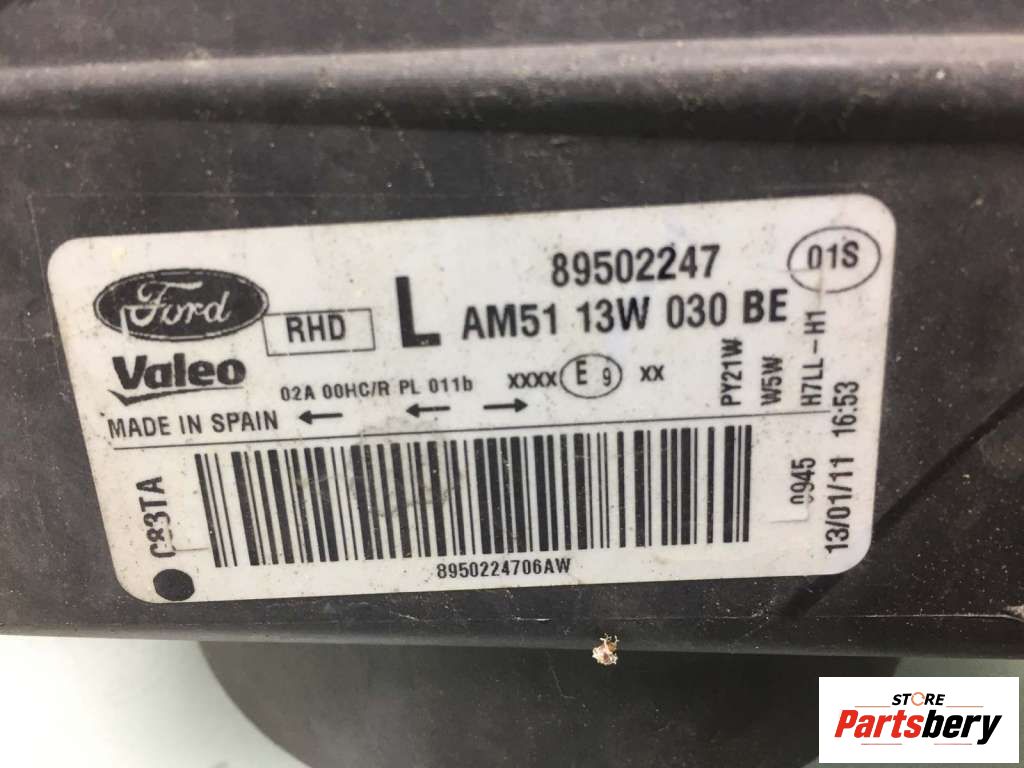 89502247
01S
Ford
RHD
L
AM51 13W 030 BE
Valeo
02A 00HC/R PL 011b
XXXX E 9 XX
PY21W
W5W
H7LL-H1
MADE IN SPAIN
16:53
13/01/11
0945
C83TA
8950224706AW
STORE
Partsbery